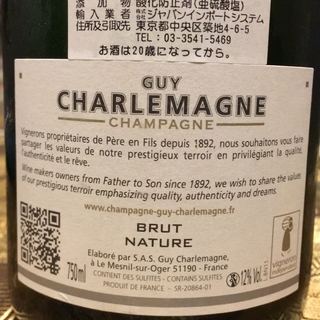 添加物 酸化防止剤(亜硫酸塩)
輸入業者 株式会社ジャパンインポートシステム
住所及引取先 東京都中央区築地4-6-5
☎ 03-3541-5469
お酒は20歳になってから。
GUY
CHARLEMAGNE
CHAMPAGNE
Vignerons propriétaires de Père en Fils depuis 1892, nous souhaitons vous faire
partager les valeurs de notre prestigieux terroir en privilégiant la qualité,
l'authenticité et le rêve.
Wine makers owners from Father to Son since 1892, we wish to share the values
of our prestigious terroir emphasizing quality, authenticity and dreams.
www.champagne-guy-charlemagne.fr
BRUT
NATURE
750ml
Elaboré par S.A.S. Guy Charlemagne,
à Le Mesnil-sur-Oger 51190 - France
CONTIENT DES SULFITES - CONTAINS SULFITES
PRODUIT DE FRANCE - SR-20864-01
12% Vol.
vignerons
indépendants